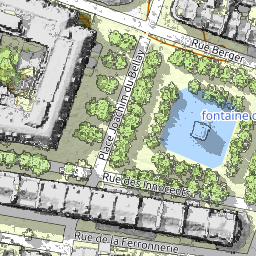 Rue Berger
Place Joachim du Bellay
fontaine d
Rue des Innocents
Rue de la Ferronnerie